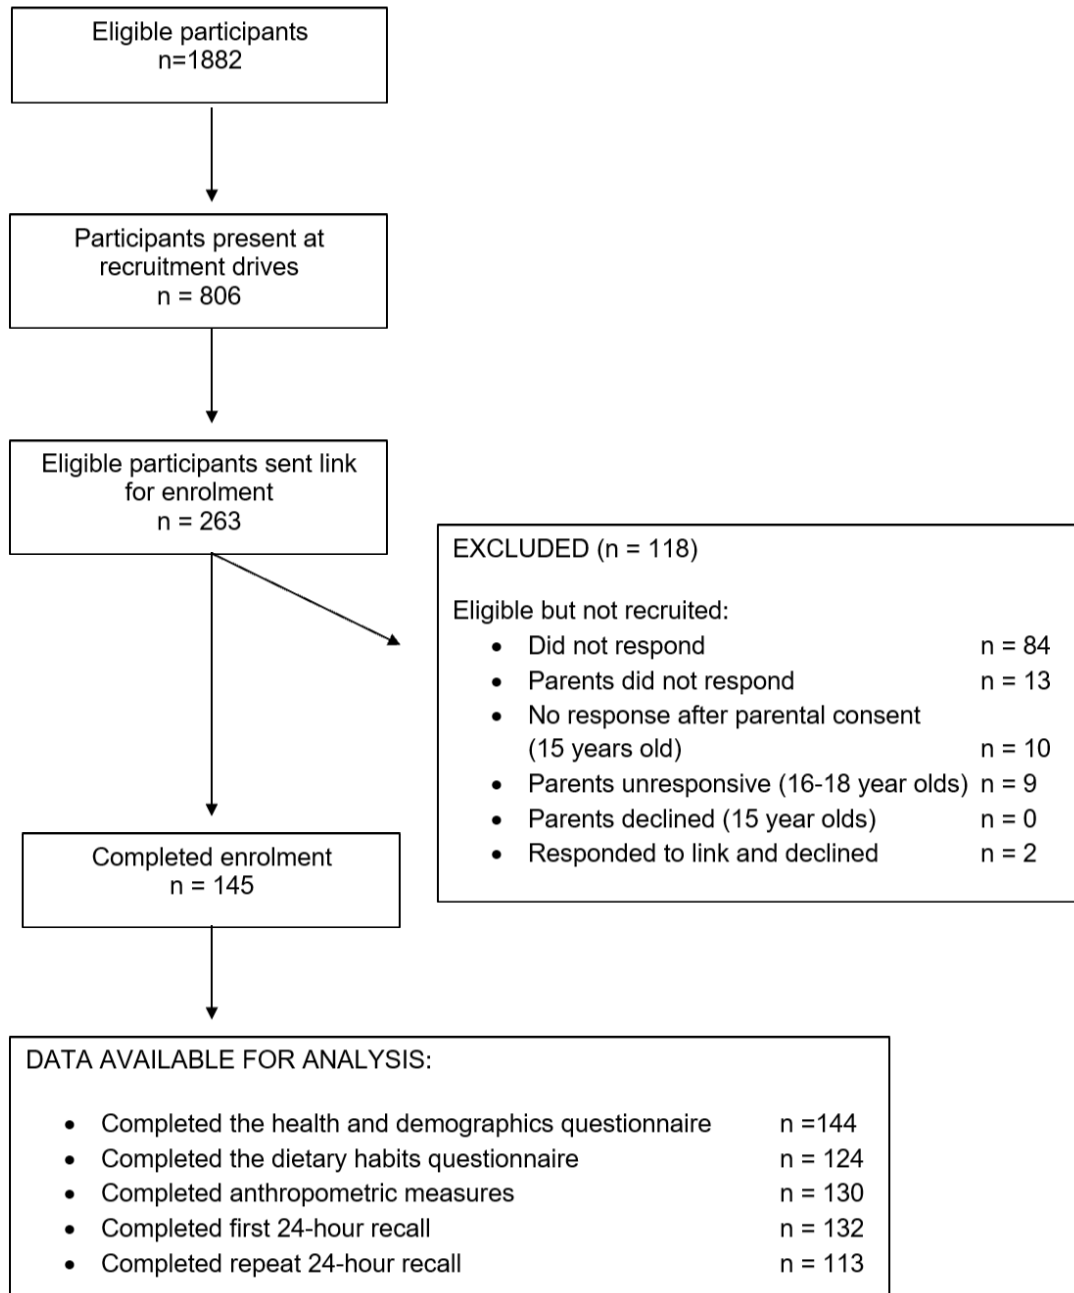 Eligible participants
n=1882
Participants present at
recruitment drives
n = 806
Eligible participants sent link
for enrolment
n = 263
EXCLUDED (n = 118)
Eligible but not recruited:
• Did not respond n = 84
• Parents did not respond n = 13
• No response after parental consent
(15 years old) n = 10
• Parents unresponsive (16-18 year olds) n = 9
• Parents declined (15 year olds) n = 0
• Responded to link and declined n = 2
Completed enrolment
n = 145
DATA AVAILABLE FOR ANALYSIS:
• Completed the health and demographics questionnaire n =144
• Completed the dietary habits questionnaire n = 124
• Completed anthropometric measures n = 130
• Completed first 24-hour recall n = 132
• Completed repeat 24-hour recall n = 113